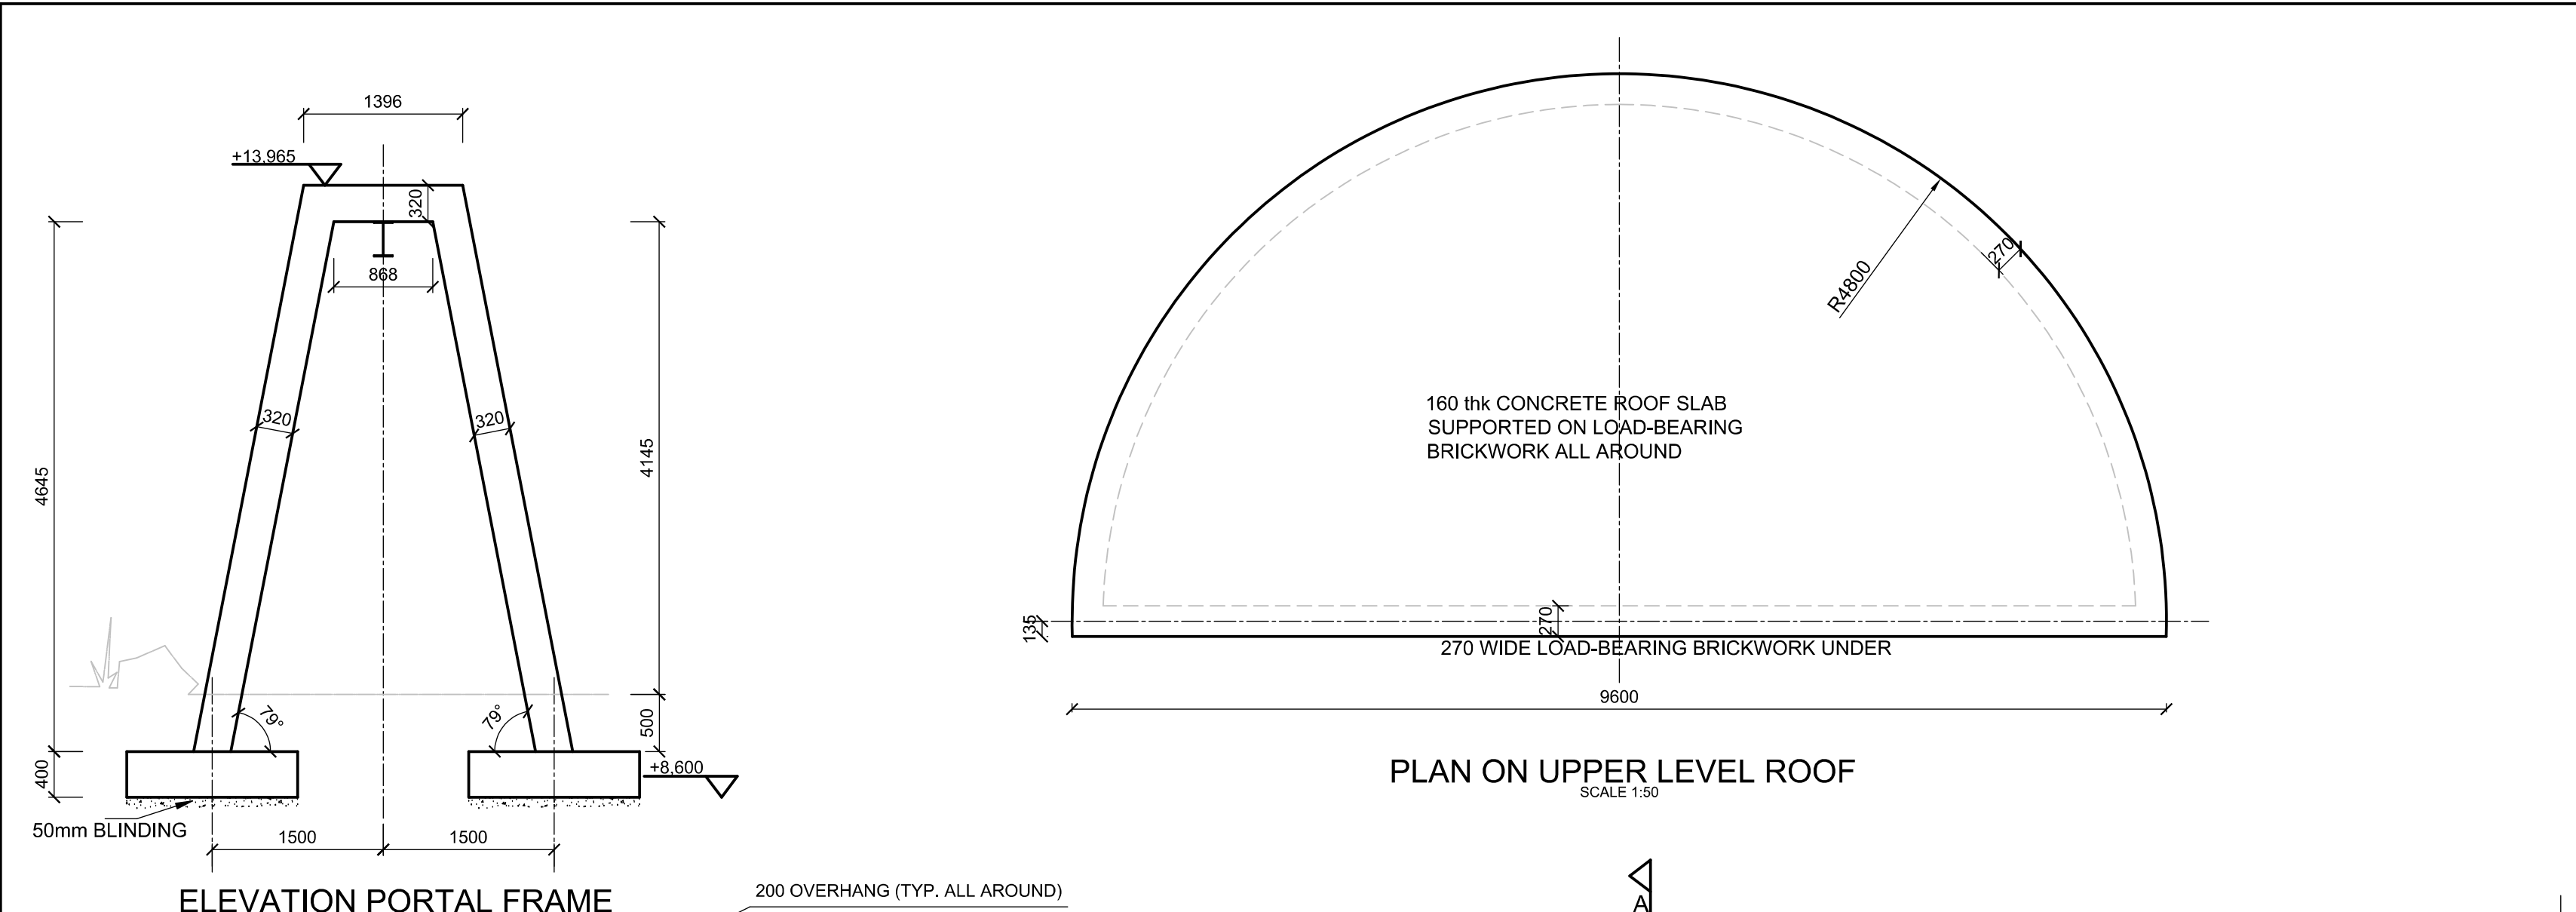 1396
+13,965
320
868
320
320
4645
4145
79°
79°
500
400
+8,600
50mm BLINDING
1500
1500
ELEVATION PORTAL FRAME
200 OVERHANG (TYP. ALL AROUND)
R4800
270
160 thk CONCRETE ROOF SLAB
SUPPORTED ON LOAD-BEARING
BRICKWORK ALL AROUND
135
270
270 WIDE LOAD-BEARING BRICKWORK UNDER
9600
PLAN ON UPPER LEVEL ROOF
SCALE 1:50
A